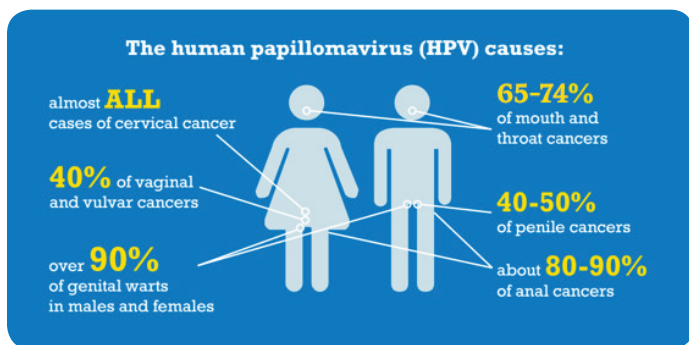 The human papillomavirus (HPV) causes:
almost ALL
cases of cervical cancer
40% of vaginal
and vulvar cancers
over 90%
of genital warts
in males and females
65-74%
of mouth and
throat cancers
40-50%
of penile cancers
about 80-90%
of anal cancers